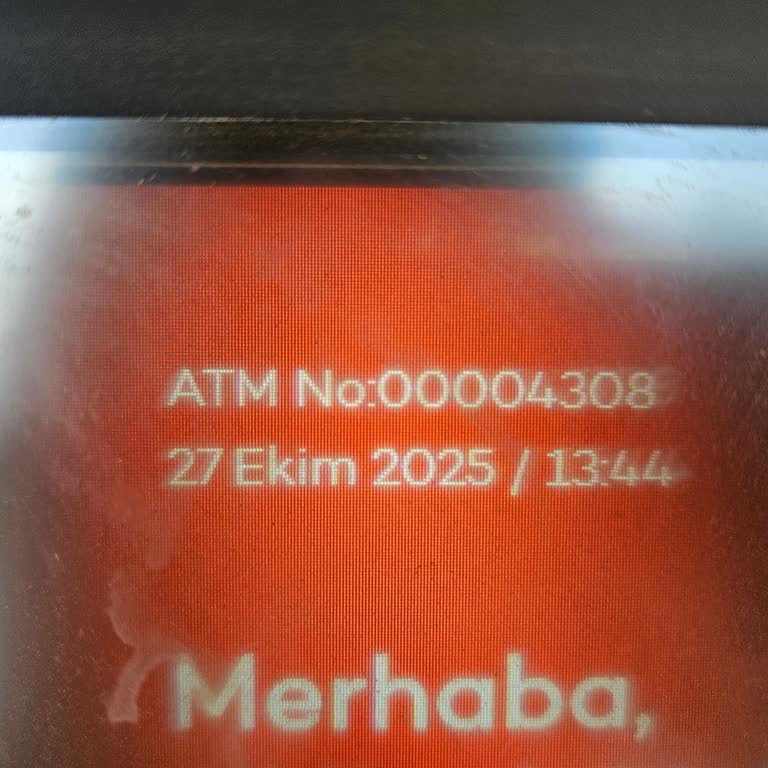 ATM No:00004308
27 Ekim 2025 / 13:44
Merhaba,